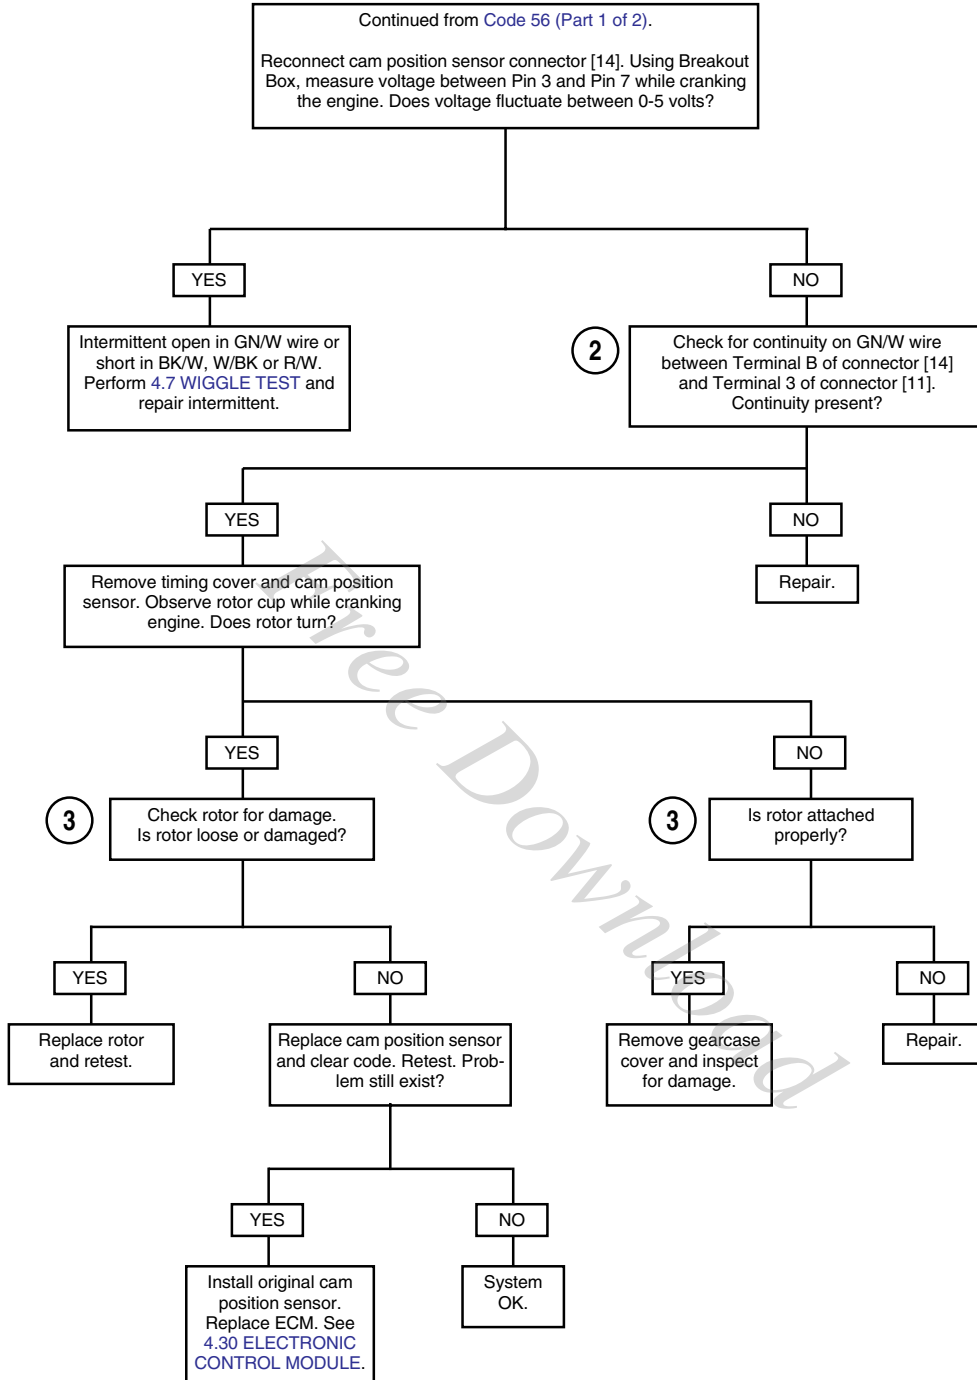 Continued from Code 56 (Part 1 of 2).
Reconnect cam position sensor connector [14]. Using Breakout
Box, measure voltage between Pin 3 and Pin 7 while cranking
the engine. Does voltage fluctuate between 0-5 volts?
YES
NO
Intermittent open in GN/W wire or
short in BK/W, W/BK or R/W.
Perform 4.7 WIGGLE TEST and
repair intermittent.
2
Check for continuity on GN/W wire
between Terminal B of connector [14]
and Terminal 3 of connector [11].
Continuity present?
YES
NO
Remove timing cover and cam position
sensor. Observe rotor cup while cranking
engine. Does rotor turn?
Repair.
YES
NO
3
Check rotor for damage.
Is rotor loose or damaged?
3
Is rotor attached
properly?
YES
NO
YES
NO
Replace rotor
and retest.
Replace cam position sensor
and clear code. Retest. Prob-
lem still exist?
Remove gearcase
cover and inspect
for damage.
Repair.
YES
NO
Install original cam
position sensor.
Replace ECM. See
4.30 ELECTRONIC
CONTROL MODULE.
System
OK.
Free Download